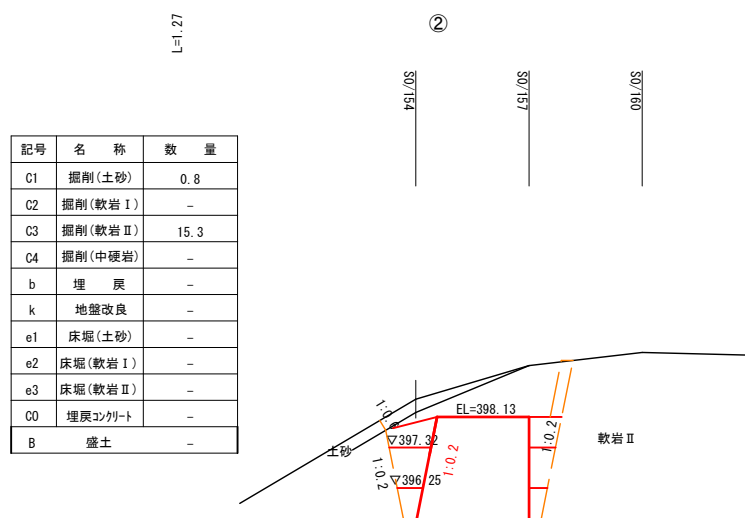 L=1.27
②
SO/154
SO/157
SO/160
記号 名 称 数 量
C1 掘削(土砂) 0.8
C2 掘削(軟岩Ⅰ) -
C3 掘削(軟岩Ⅱ) 15.3
C4 掘削(中硬岩) -
b 埋 戻 -
k 地盤改良 -
e1 床堀(土砂) -
e2 床堀(軟岩Ⅰ) -
e3 床堀(軟岩Ⅱ) -
CO 埋戻コンクリート -
B 盛土 -
EL=398.13
▽397.32
土砂
1:0.2
1:0.2
1:0.2
軟岩Ⅱ
▽396.25